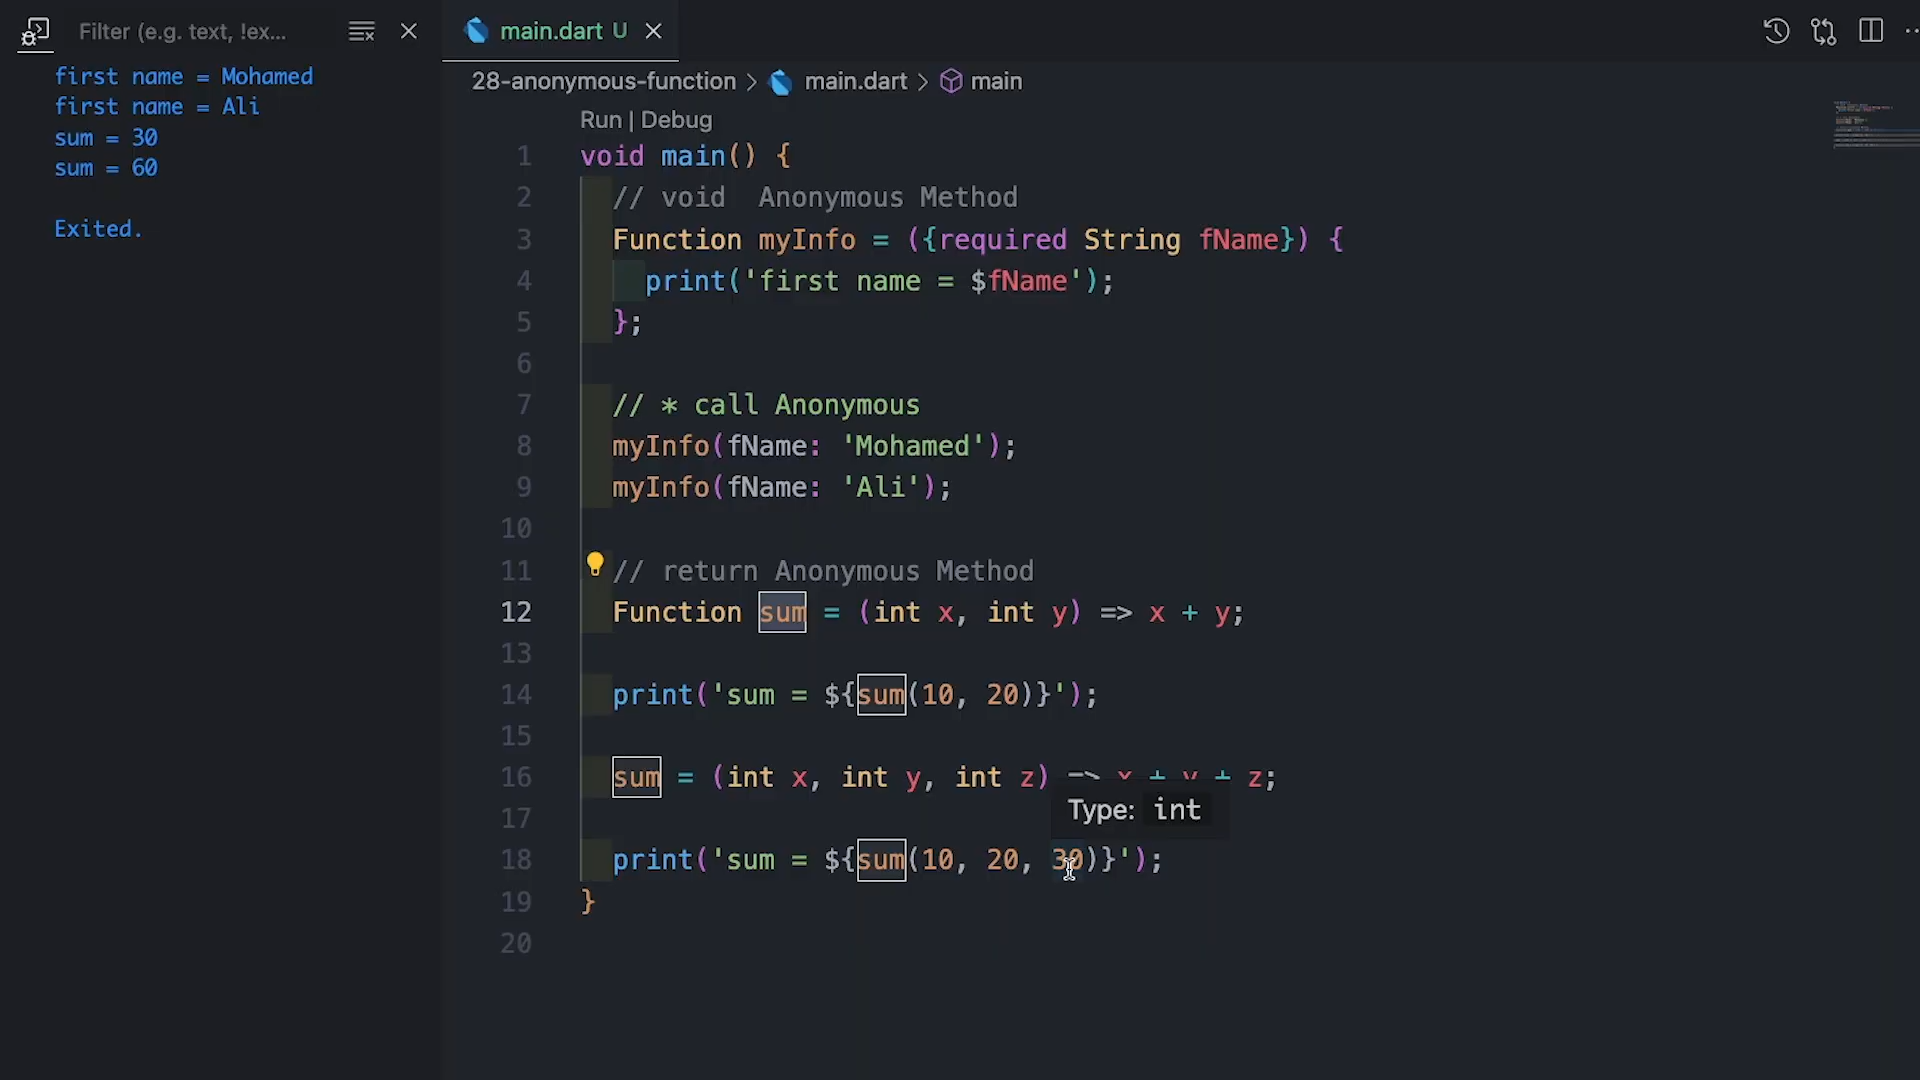 Filter (e.g. text, !ex...
first name = Mohamed
first name = Ali
sum = 30
sum = 60
Exited.
main.dart U
28-anonymous-function > main.dart > main
Run | Debug
1 void main() {
2 // void  Anonymous Method
3 Function myInfo = ({required String fName}) {
4 print('first name = $fName');
5 };
6
7 // * call Anonymous
8 myInfo(fName: 'Mohamed');
9 myInfo(fName: 'Ali');
10
11 // return Anonymous Method
12 Function sum = (int x, int y) => x + y;
13
14 print('sum = ${sum(10, 20)}');
15
16 sum = (int x, int y, int z) => x + y + z;
Type: int
17
18 print('sum = ${sum(10, 20, 30)}');
19 }
20